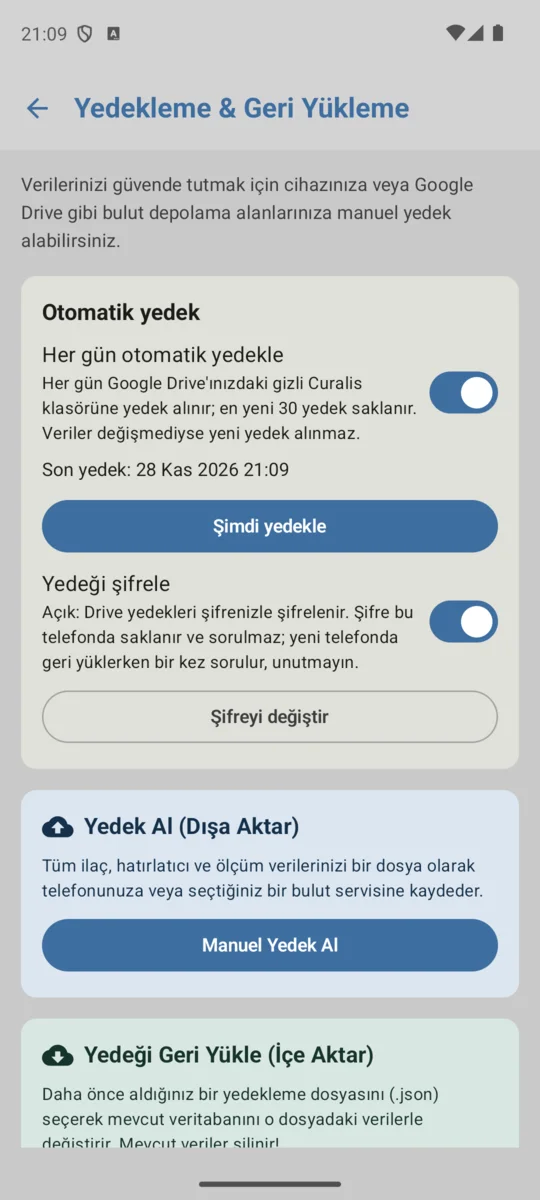 21:09
Yedekleme & Geri Yükleme
Verilerinizi güvende tutmak için cihazınıza veya Google
Drive gibi bulut depolama alanlarınıza manuel yedek
alabilirsiniz.
Otomatik yedek
Her gün otomatik yedekle
Her gün Google Drive'ınızdaki gizli Curalis
klasörüne yedek alınır; en yeni 30 yedek saklanır.
Veriler değişmediyse yeni yedek alınmaz.
Son yedek: 28 Kas 2026 21:09
Şimdi yedekle
Yedeği şifrele
Açık: Drive yedekleri şifrenizle şifrelenir. Şifre bu
telefonda saklanır ve sorulmaz; yeni telefonda
geri yüklerken bir kez sorulur, unutmayın.
Şifreyi değiştir
Yedek Al (Dışa Aktar)
Tüm ilaç, hatırlatıcı ve ölçüm verilerinizi bir dosya olarak
telefonunuza veya seçtiğiniz bir bulut servisine kaydeder.
Manuel Yedek Al
Yedeği Geri Yükle (İçe Aktar)
Daha önce aldığınız bir yedekleme dosyasını (.json)
seçerek mevcut veritabanını o dosyadaki verilerle
değiştirir. Mevcut veriler silinir!